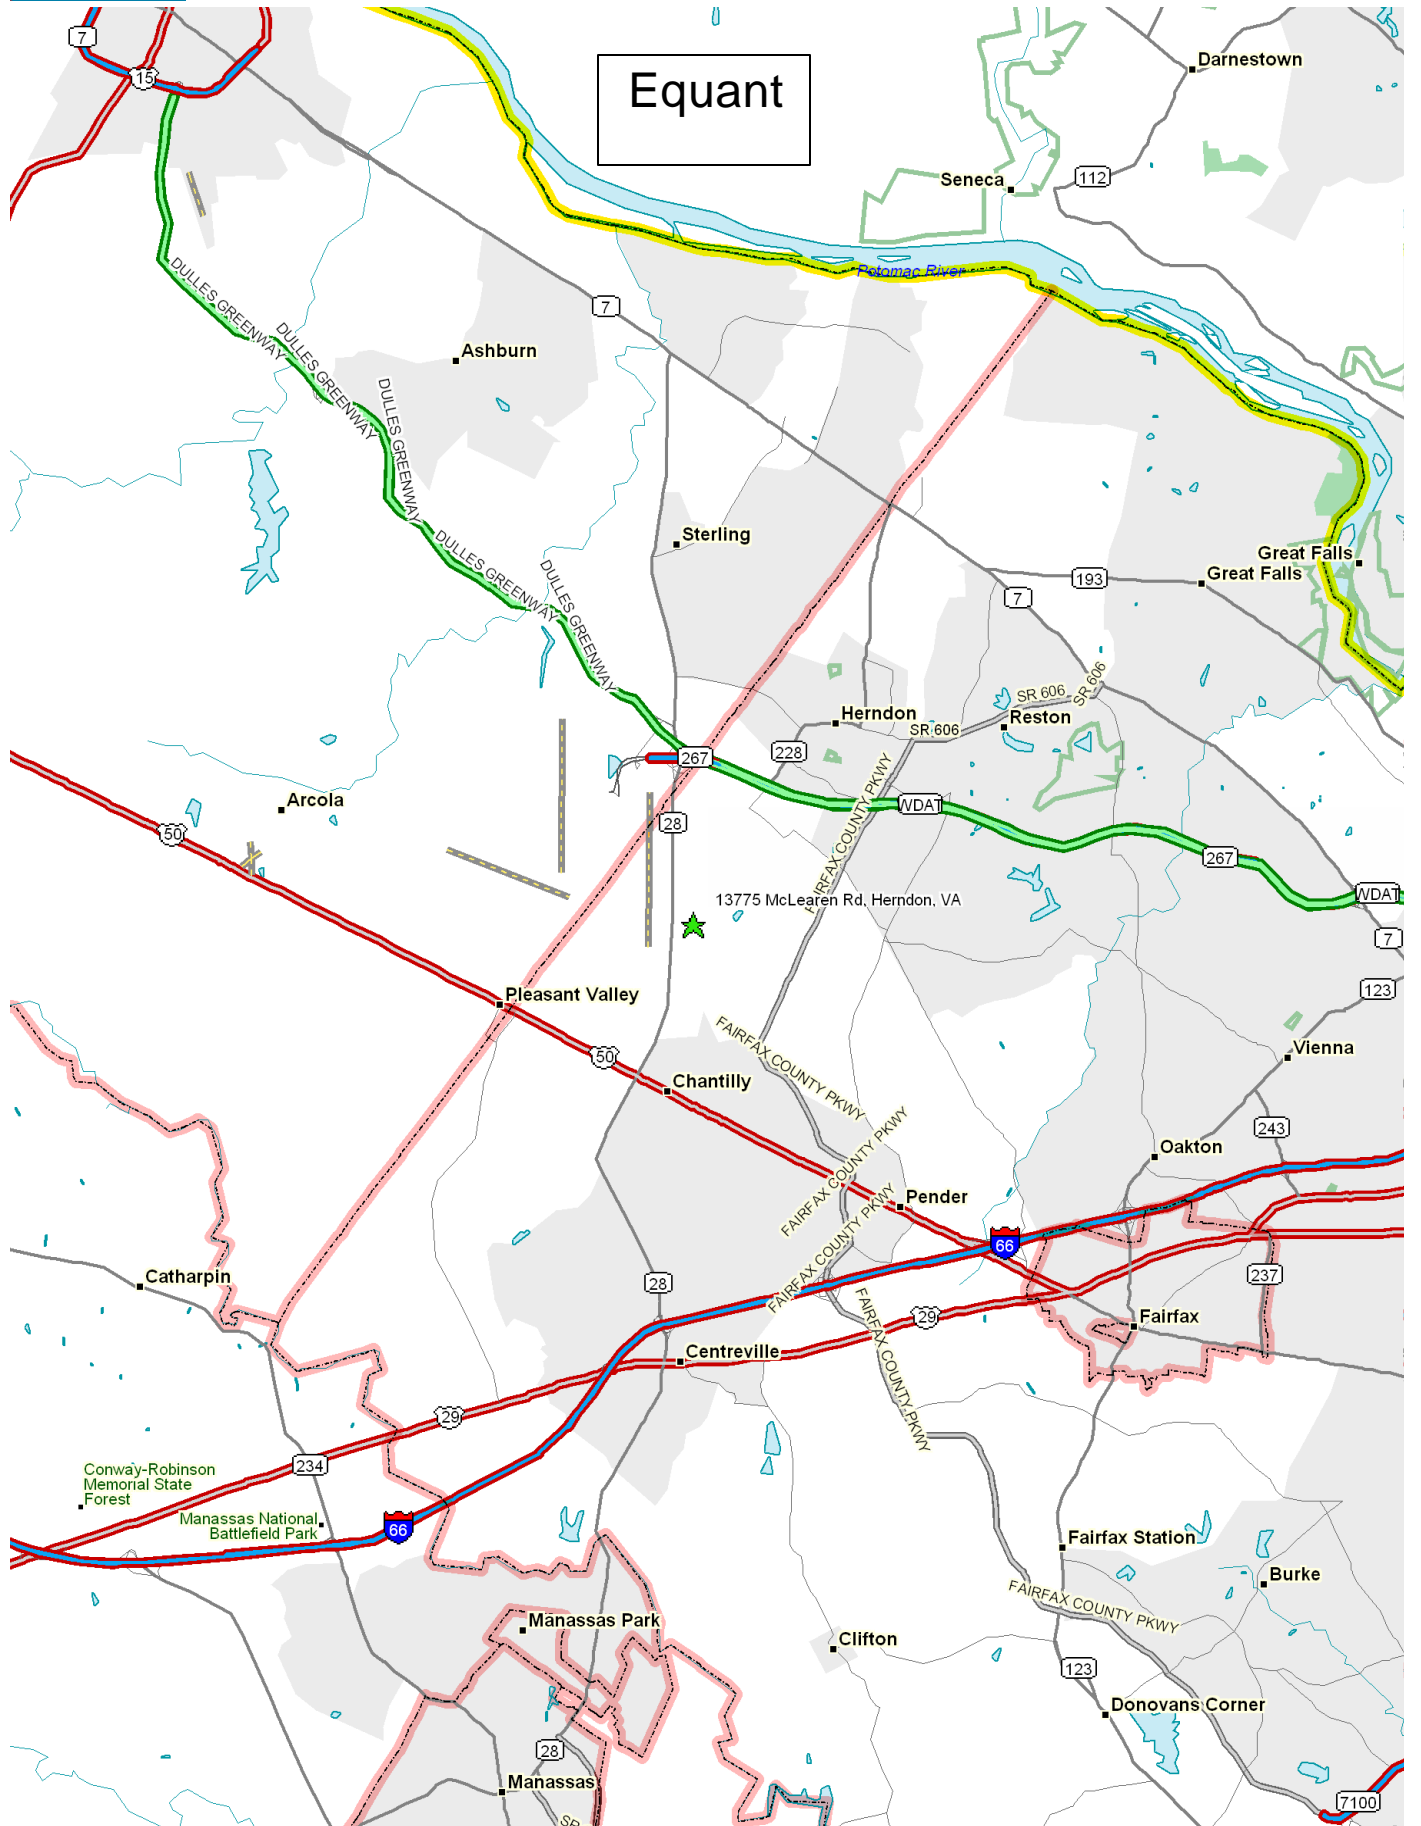 7
15
Equant
Darnestown
Seneca
112
Potomac River
7
DULLES GREENWAY
DULLES GREENWAY
DULLES GREENWAY
Ashburn
Sterling
DULLES GREENWAY
DULLES GREENWAY
Great Falls
Great Falls
193
7
SR 606
SR 606
Herndon
Reston
SR 606
228
267
FAIRFAX COUNTY PKWY
Arcola
WDAT
28
50
267
WDAT
13775 McLearen Rd, Herndon, VA
7
123
Pleasant Valley
FAIRFAX COUNTY PKWY
50
Vienna
Chantilly
FAIRFAX COUNTY PKWY
243
Oakton
Pender
FAIRFAX COUNTY PKWY
66
Catharpin
28
237
FAIRFAX COUNTY PKWY
29
Fairfax
Centreville
29
234
Conway-Robinson
Memorial State
Forest
Manassas National
Battlefield Park
66
Fairfax Station
Burke
FAIRFAX COUNTY PKWY
Manassas Park
Clifton
123
Donovans Corner
28
Manassas
7100
SR